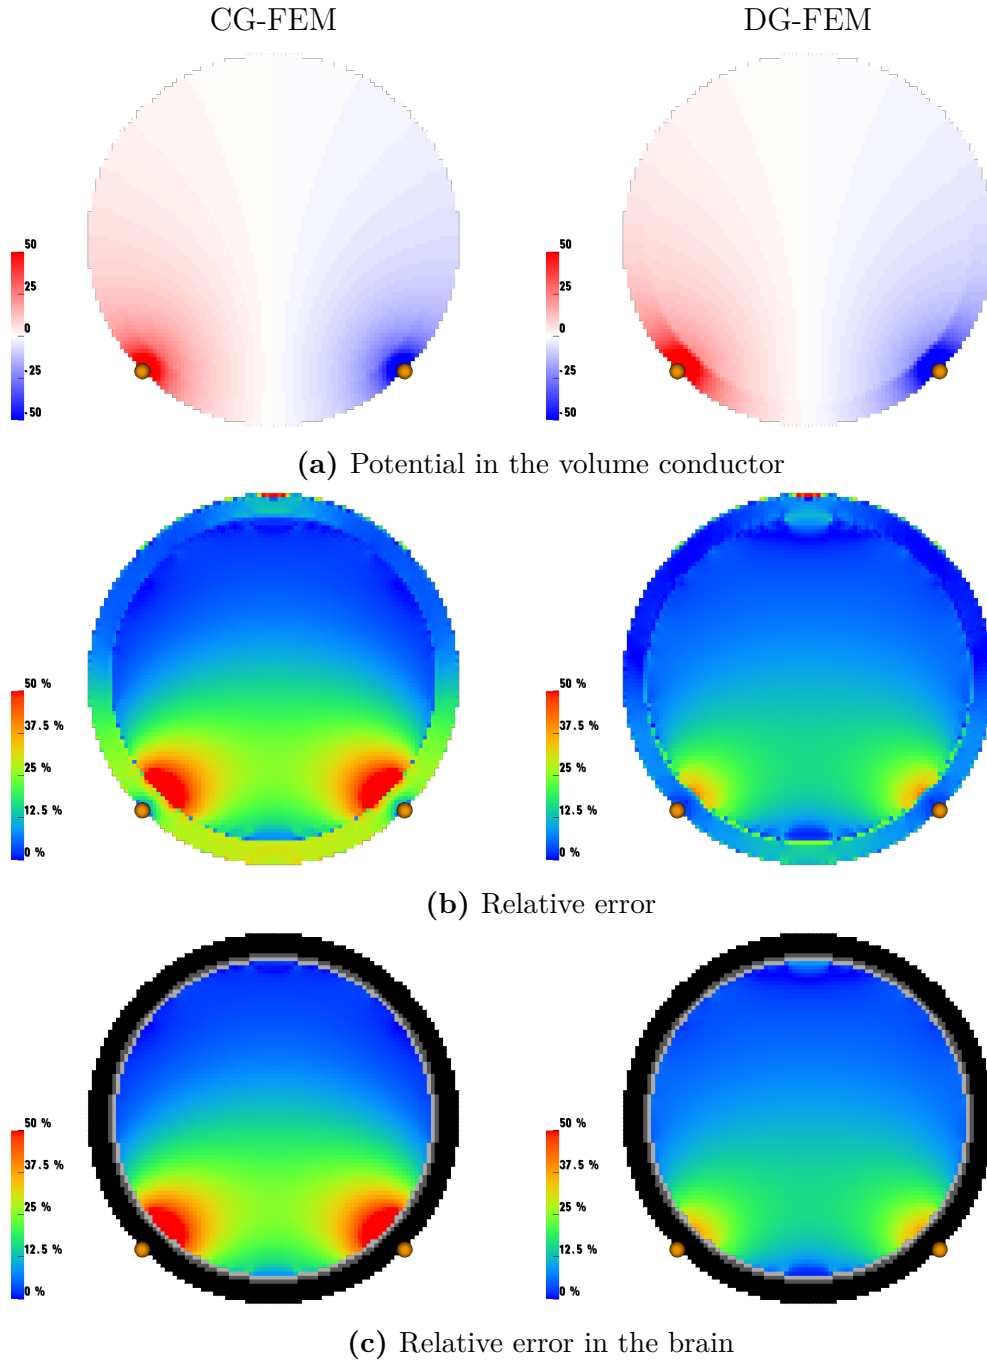 CG-FEM DG-FEM
50 50
25 25
0 0
-25 -25
-50 -50
(a) Potential in the volume conductor
50 % 50 %
37.5 % 37.5 %
25 % 25 %
12.5 % 12.5 %
0 % 0 %
(b) Relative error
50 % 50 %
37.5 % 37.5 %
25 % 25 %
12.5 % 12.5 %
0 % 0 %
(c) Relative error in the brain